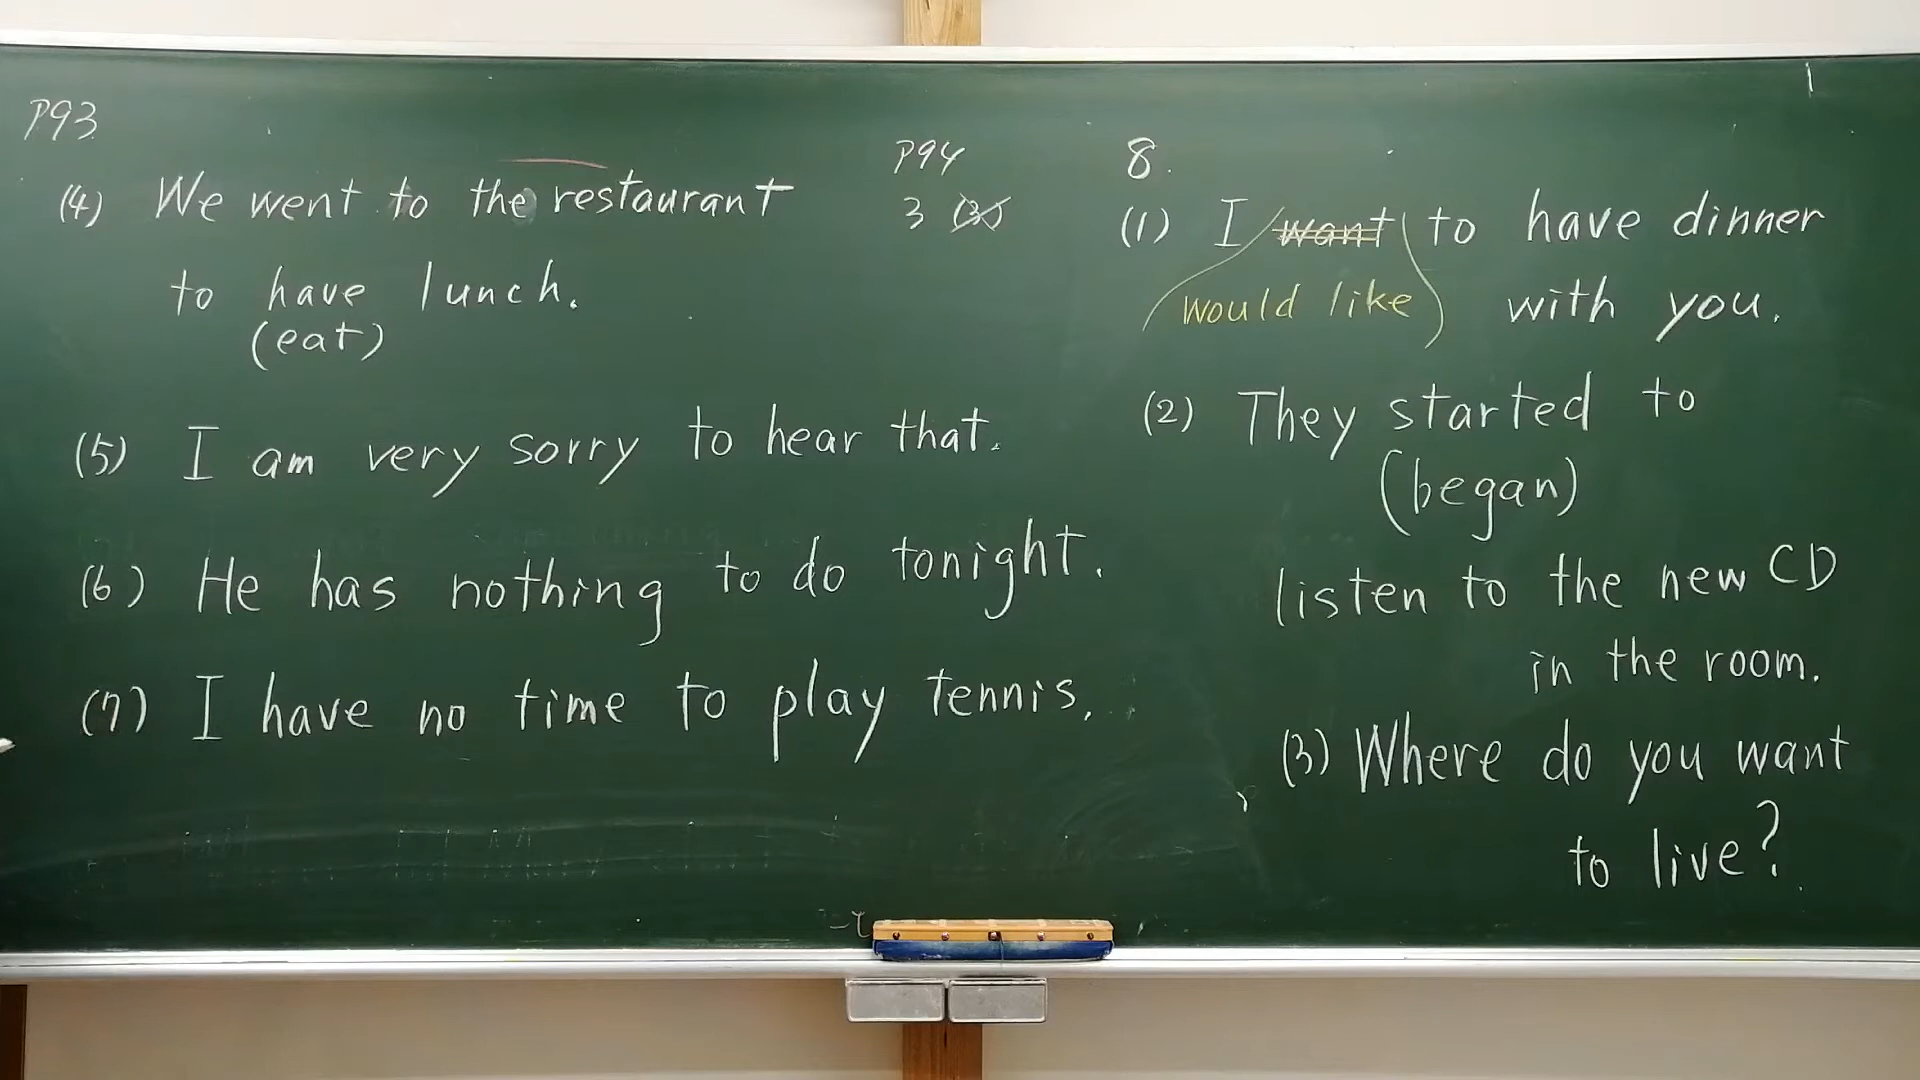 P93
(4) We went to the restaurant
to have lunch.
(eat)
(5) I am very sorry to hear that.
(6) He has nothing to do tonight.
(7) I have no time to play tennis.
P94
3 (3)
8.
(1) I want to have dinner
would like with you.
(2) They started to
(began)
listen to the new CD
in the room.
(3) Where do you want
to live?